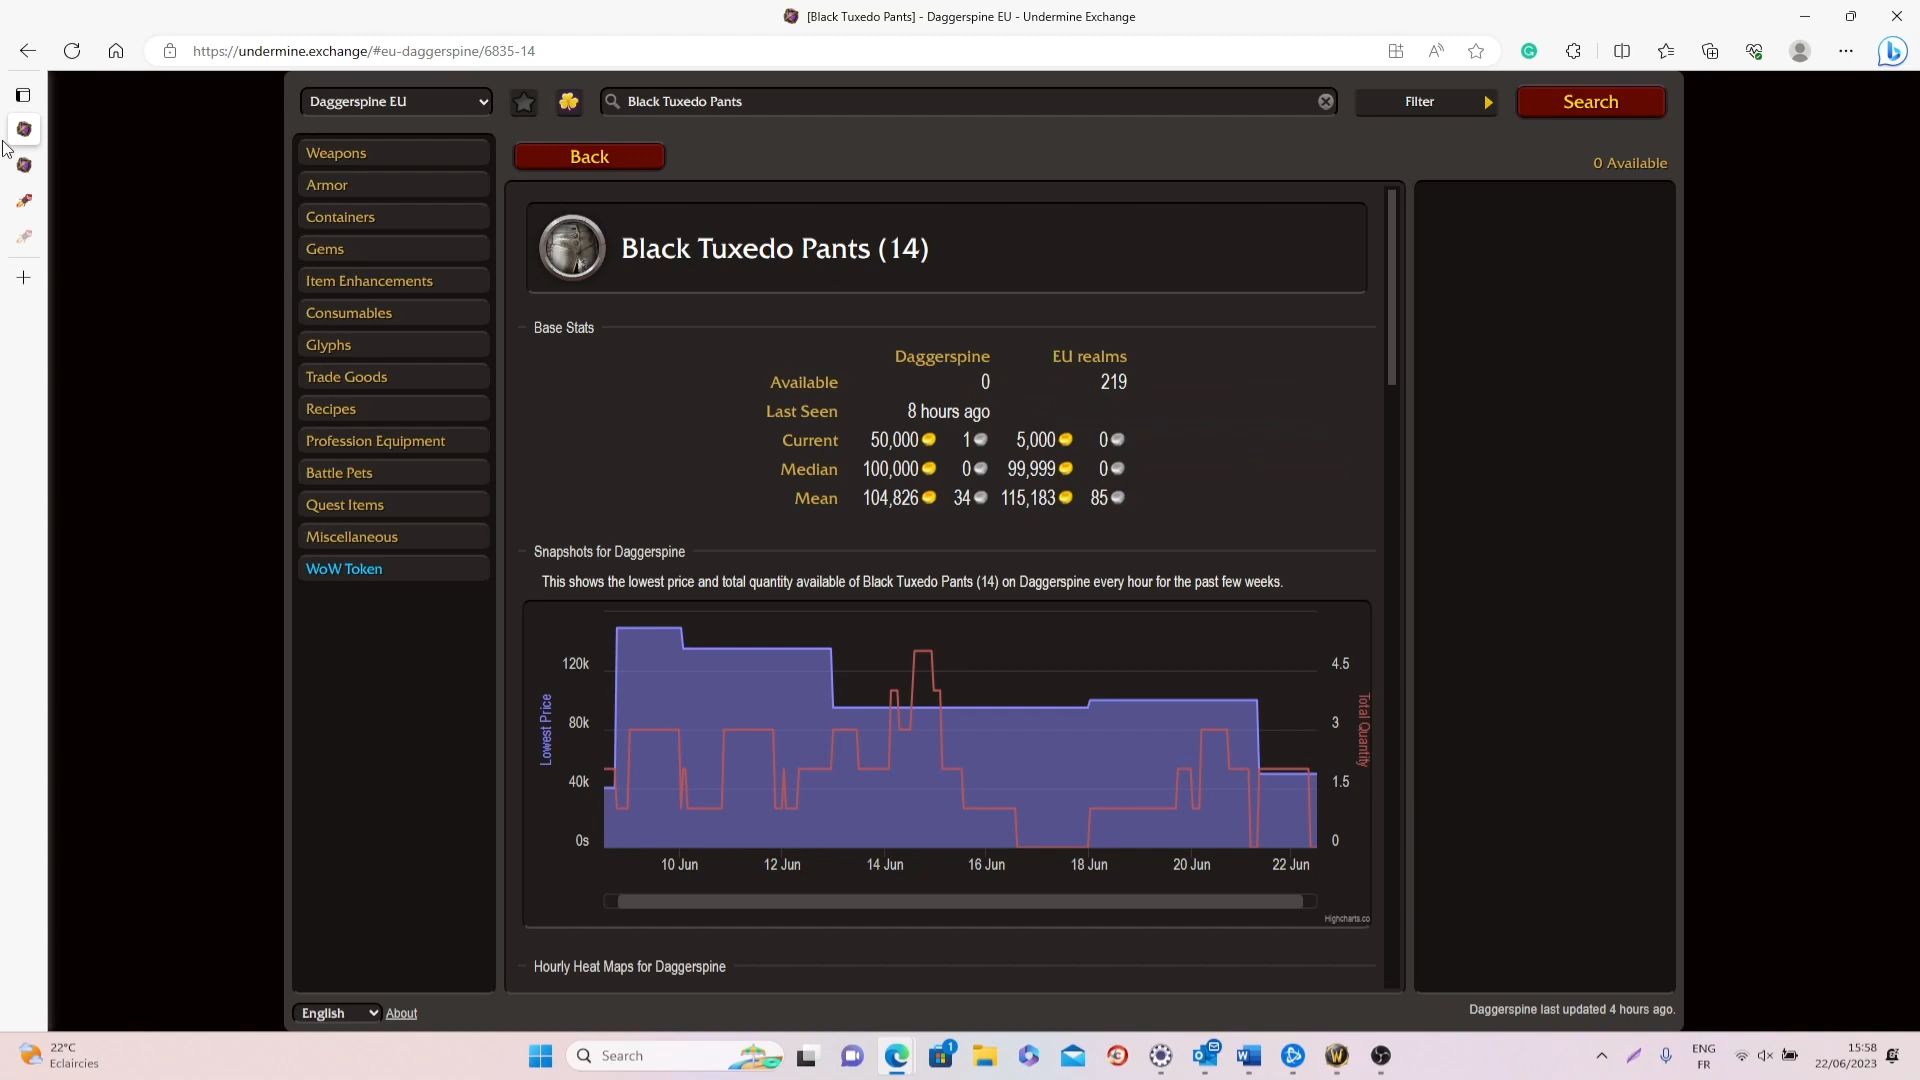 [Black Tuxedo Pants] - Daggerspine EU - Undermine Exchange
https://undermine.exchange/#eu-daggerspine/6835-14
Daggerspine EU
Black Tuxedo Pants
Filter
Search
Weapons
Armor
Containers
Gems
Item Enhancements
Consumables
Glyphs
Trade Goods
Recipes
Profession Equipment
Battle Pets
Quest Items
Miscellaneous
WoW Token
Back
0 Available
Black Tuxedo Pants (14)
Base Stats
Daggerspine EU realms
Available 0 219
Last Seen 8 hours ago
Current 50,000 1 5,000 0
Median 100,000 0 99,999 0
Mean 104,826 34 115,183 85
Snapshots for Daggerspine
This shows the lowest price and total quantity available of Black Tuxedo Pants (14) on Daggerspine every hour for the past few weeks.
Lowest Price
120k
80k
40k
0s
4.5
3
1.5
0
Total Quantity
10 Jun 12 Jun 14 Jun 16 Jun 18 Jun 20 Jun 22 Jun
Highcharts.co
Hourly Heat Maps for Daggerspine
English About
Daggerspine last updated 4 hours ago.
22°C
Eclaircies
Search
1
ENG
FR
15:58
22/06/2023